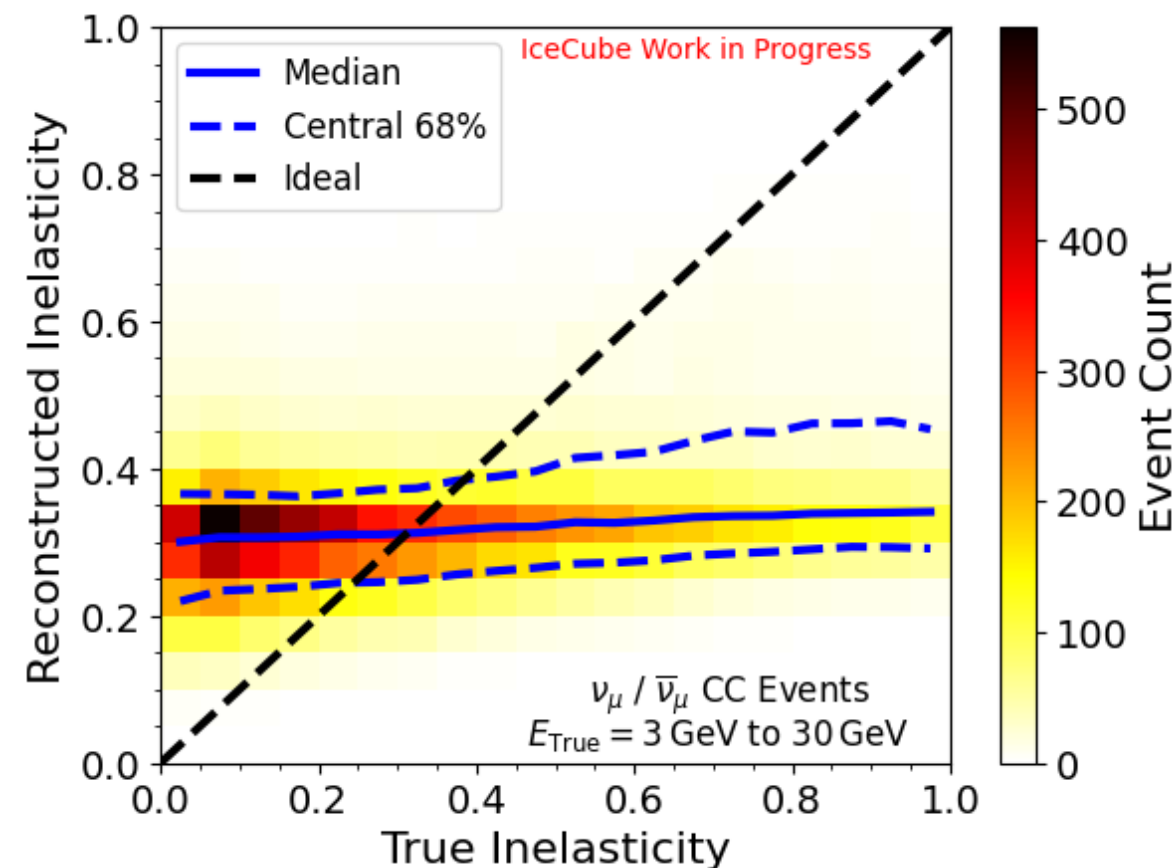 IceCube Work in Progress
Median
Central 68%
Ideal
Reconstructed Inelasticity
1.0
0.8
0.6
0.4
0.2
0.0
0.0 0.2 0.4 0.6 0.8 1.0
True Inelasticity
νμ / ν̅μ CC Events
E_True = 3 GeV to 30 GeV
500
400
300
200
100
0
Event Count